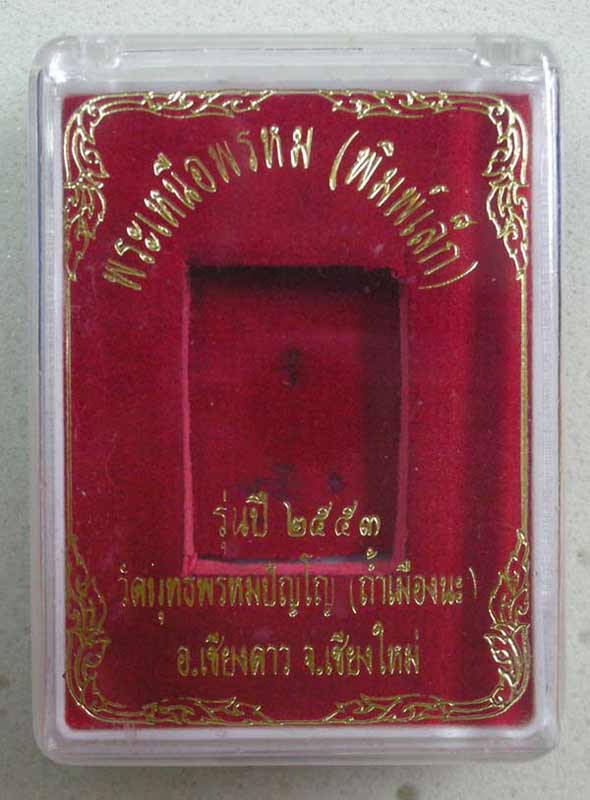 พระเหนือพรหม (พิมพ์เล็ก)
รุ่นปี ๒๕๕๓
วัดพุทธพรหมปัญโญ (ถ้ำเมืองนะ)
อ.เชียงดาว จ.เชียงใหม่